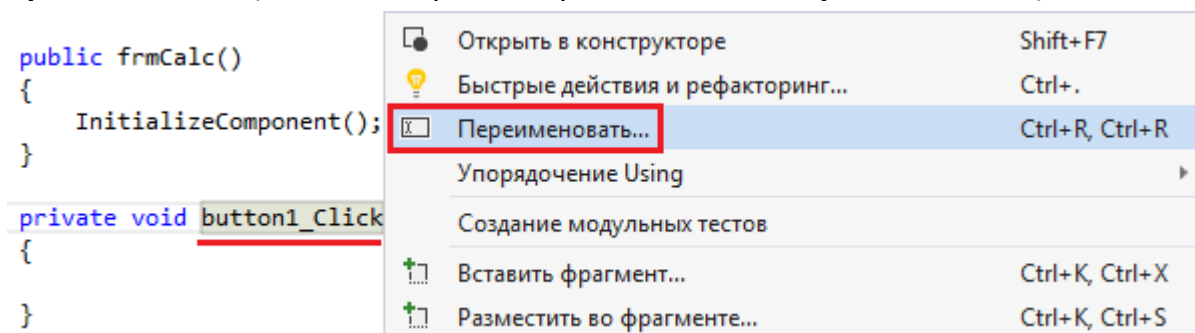 public frmCalc()
{
InitializeComponent();
}
private void button1_Click
{
}
Открыть в конструкторе Shift+F7
Быстрые действия и рефакторинг... Ctrl+.
Переименовать... Ctrl+R, Ctrl+R
Упорядочение Using
Создание модульных тестов
Вставить фрагмент... Ctrl+K, Ctrl+X
Разместить во фрагменте... Ctrl+K, Ctrl+S